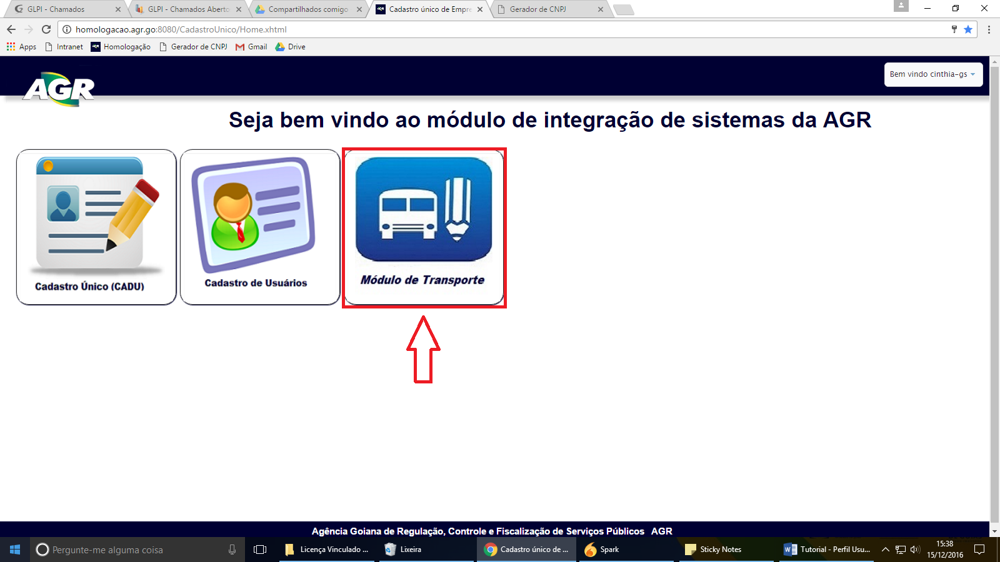 GLPI - Chamados
GLPI - Chamados Aberto
Compartilhados comigo
Cadastro único de Empre
Gerador de CNPJ
homologacao.agr.go:8080/CadastroUnico/Home.xhtml
Apps
Intranet
Homologação
Gerador de CNPJ
Gmail
Drive
AGR
Bem vindo cinthia-gs
Seja bem vindo ao módulo de integração de sistemas da AGR
Cadastro Único (CADU)
Cadastro de Usuários
Módulo de Transporte
Agência Goiana de Regulação, Controle e Fiscalização de Serviços Públicos AGR
Pergunte-me alguma coisa
Licença Vinculado ...
Lixeira
Cadastro único de ...
Spark
Sticky Notes
Tutorial - Perfil Usu...
15:38
15/12/2016